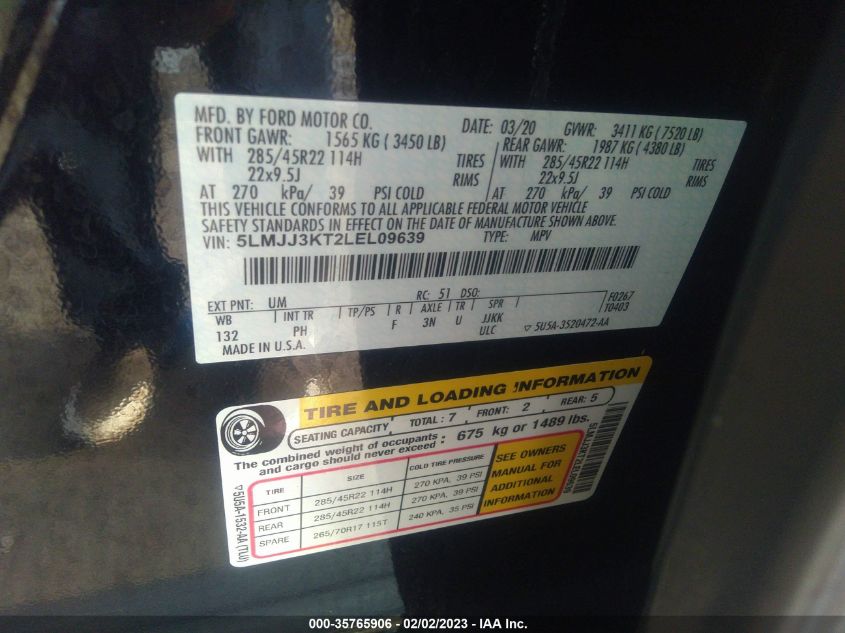 MFD. BY FORD MOTOR CO.
DATE: 03/20 GVWR: 3411 KG ( 7520 LB)
FRONT GAWR: 1565 KG ( 3450 LB)
REAR GAWR: 1987 KG ( 4380 LB)
WITH 285/45R22 114H TIRES
WITH 285/45R22 114H TIRES
22x9.5J RIMS
22x9.5J RIMS
AT 270 kPa/ 39 PSI COLD
AT 270 kPa/ 39 PSI COLD
THIS VEHICLE CONFORMS TO ALL APPLICABLE FEDERAL MOTOR VEHICLE
SAFETY STANDARDS IN EFFECT ON THE DATE OF MANUFACTURE SHOWN ABOVE.
VIN: 5LMJJ3KT2LEL09639 TYPE: MPV
EXT PNT: UM RC: 51 DSO:
F0267
T0403
WB INT TR TP/PS R AXLE TR SPR
132 PH F 3N U JJKK
ULC
MADE IN U.S.A.
5U5A-3520472-AA
TIRE AND LOADING INFORMATION
SEATING CAPACITY TOTAL : 7 FRONT: 2 REAR: 5
The combined weight of occupants and cargo should never exceed : 675 kg or 1489 lbs.
TIRE SIZE COLD TIRE PRESSURE
FRONT 285/45R22 114H 270 KPA, 39 PSI
REAR 285/45R22 114H 270 KPA, 39 PSI
SPARE 265/70R17 115T 240 KPA, 35 PSI
SEE OWNERS
MANUAL FOR
ADDITIONAL
INFORMATION
5U5A-1532-AA (TLU)
5LMJJ3KT2LEL09639
000-35765906 - 02/02/2023 - IAA Inc.